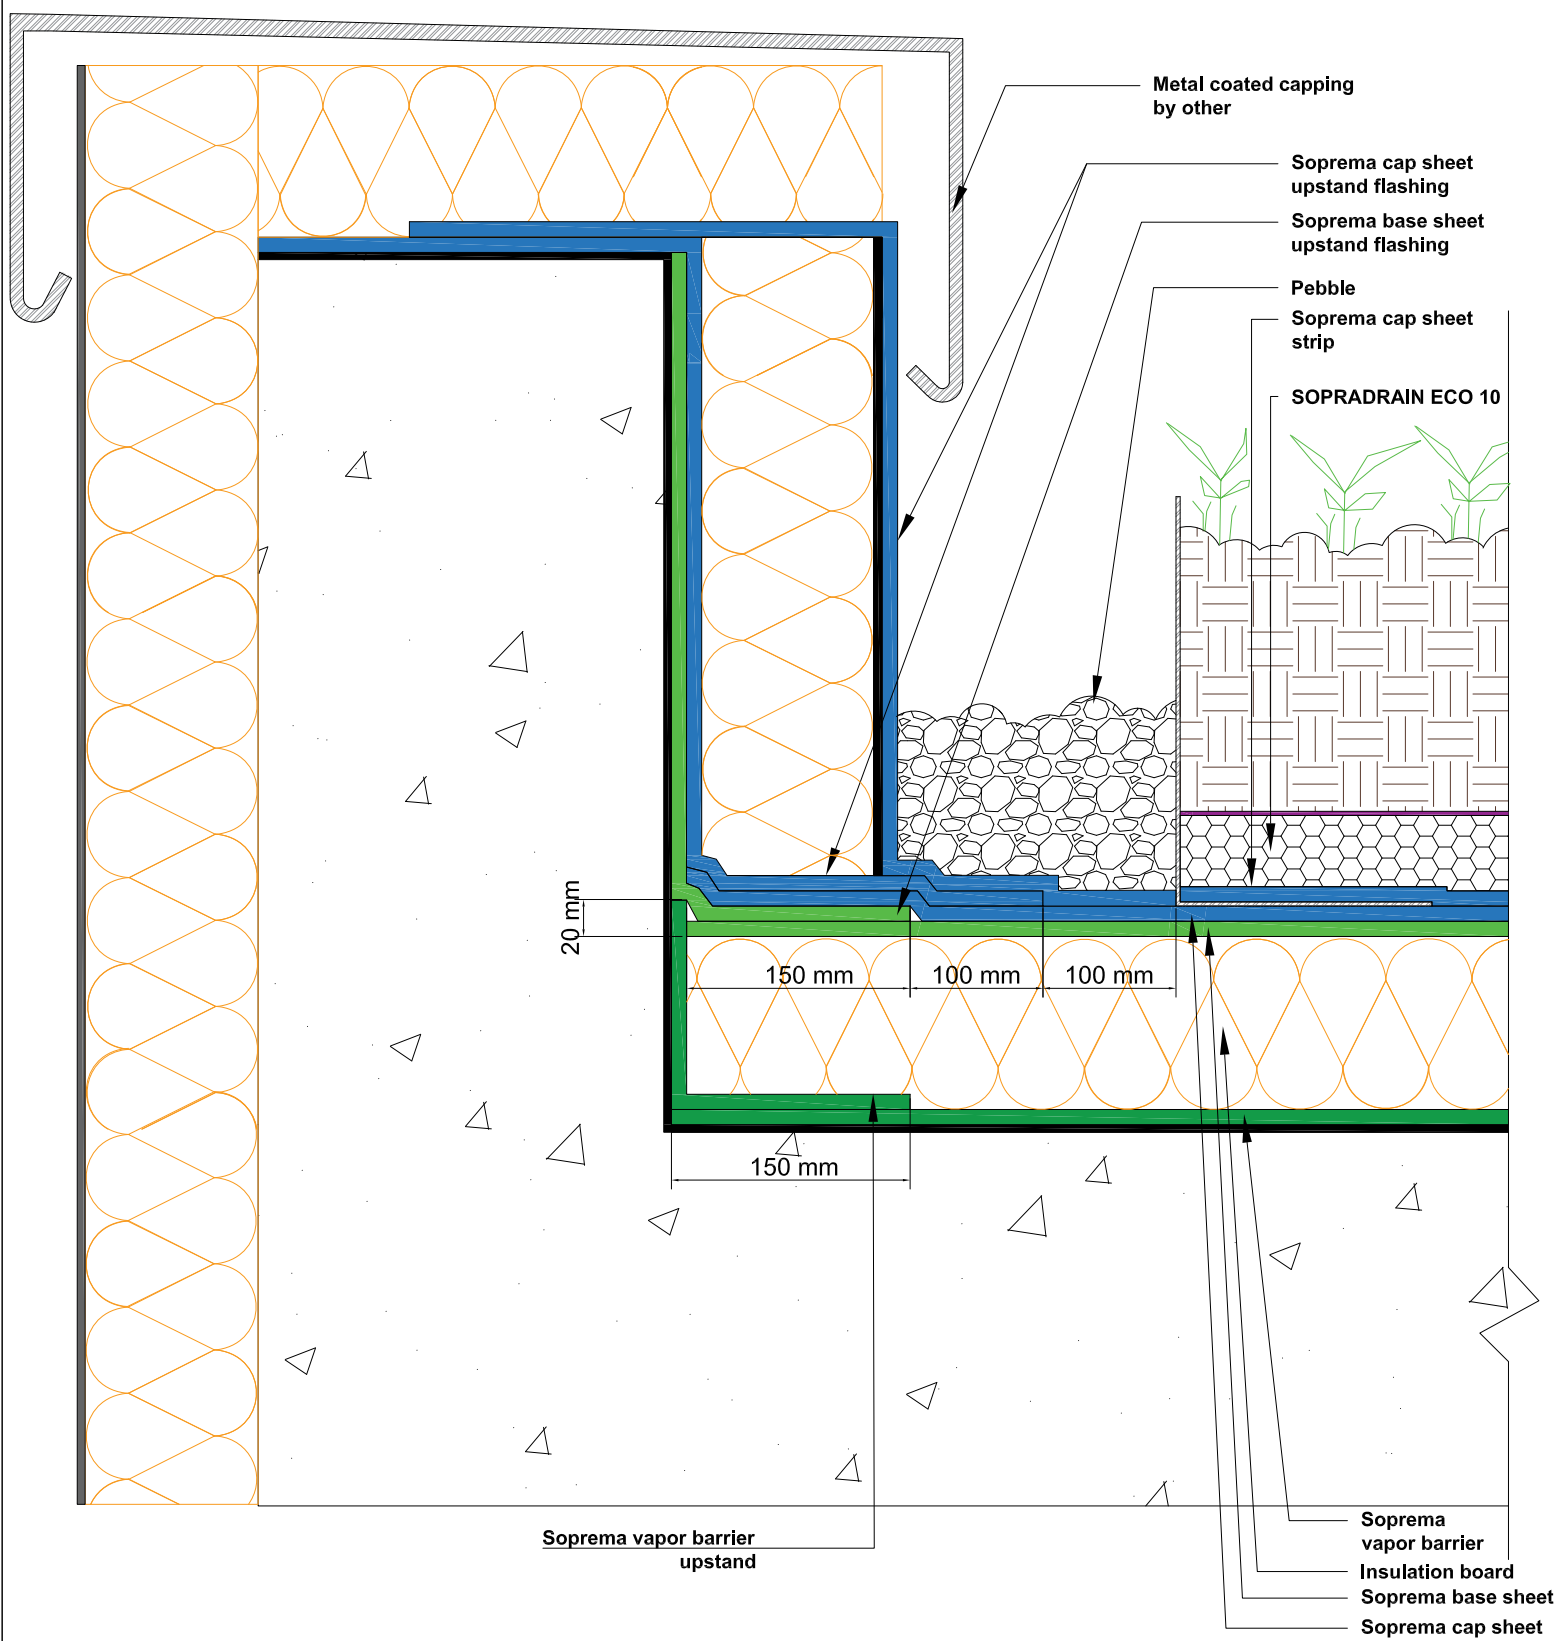 Metal coated capping
by other
Soprema cap sheet
upstand flashing
Soprema base sheet
upstand flashing
Pebble
Soprema cap sheet
strip
SOPRADRAIN ECO 10
20 mm
150 mm
100 mm
100 mm
150 mm
Soprema vapor barrier
upstand
Soprema
vapor barrier
Insulation board
Soprema base sheet
Soprema cap sheet